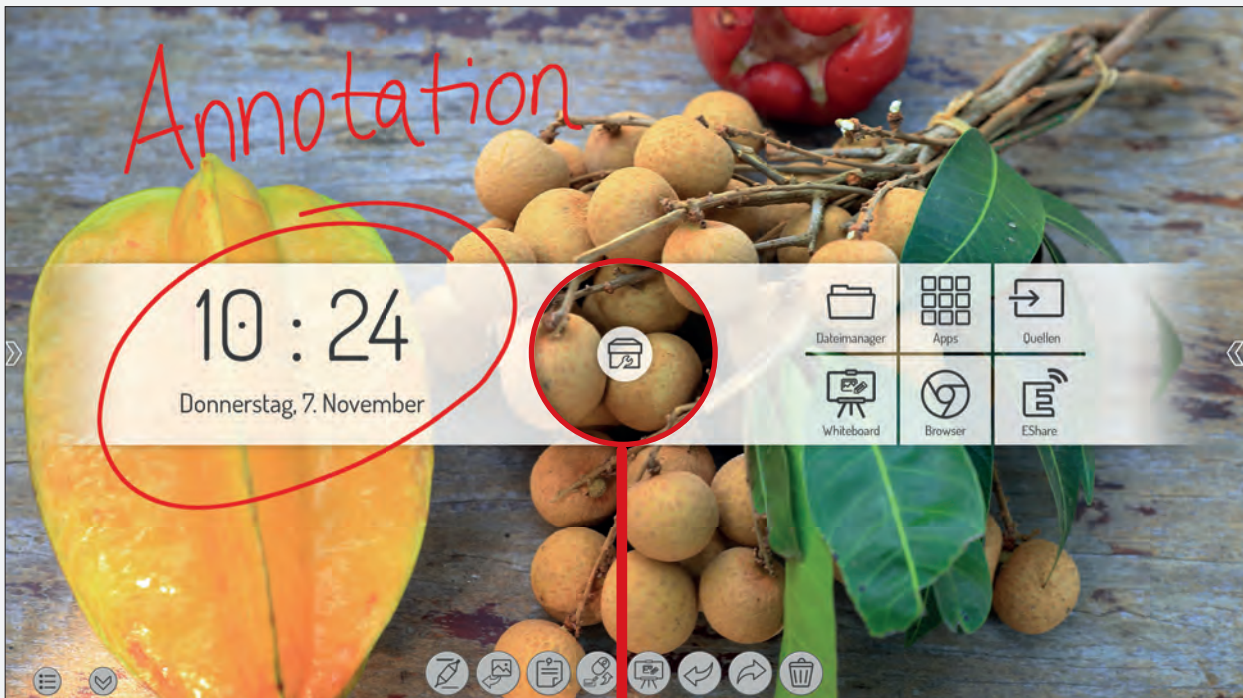 Annotation
10 : 24
Donnerstag, 7. November
Dateimanager Apps Quellen
Whiteboard Browser EShare